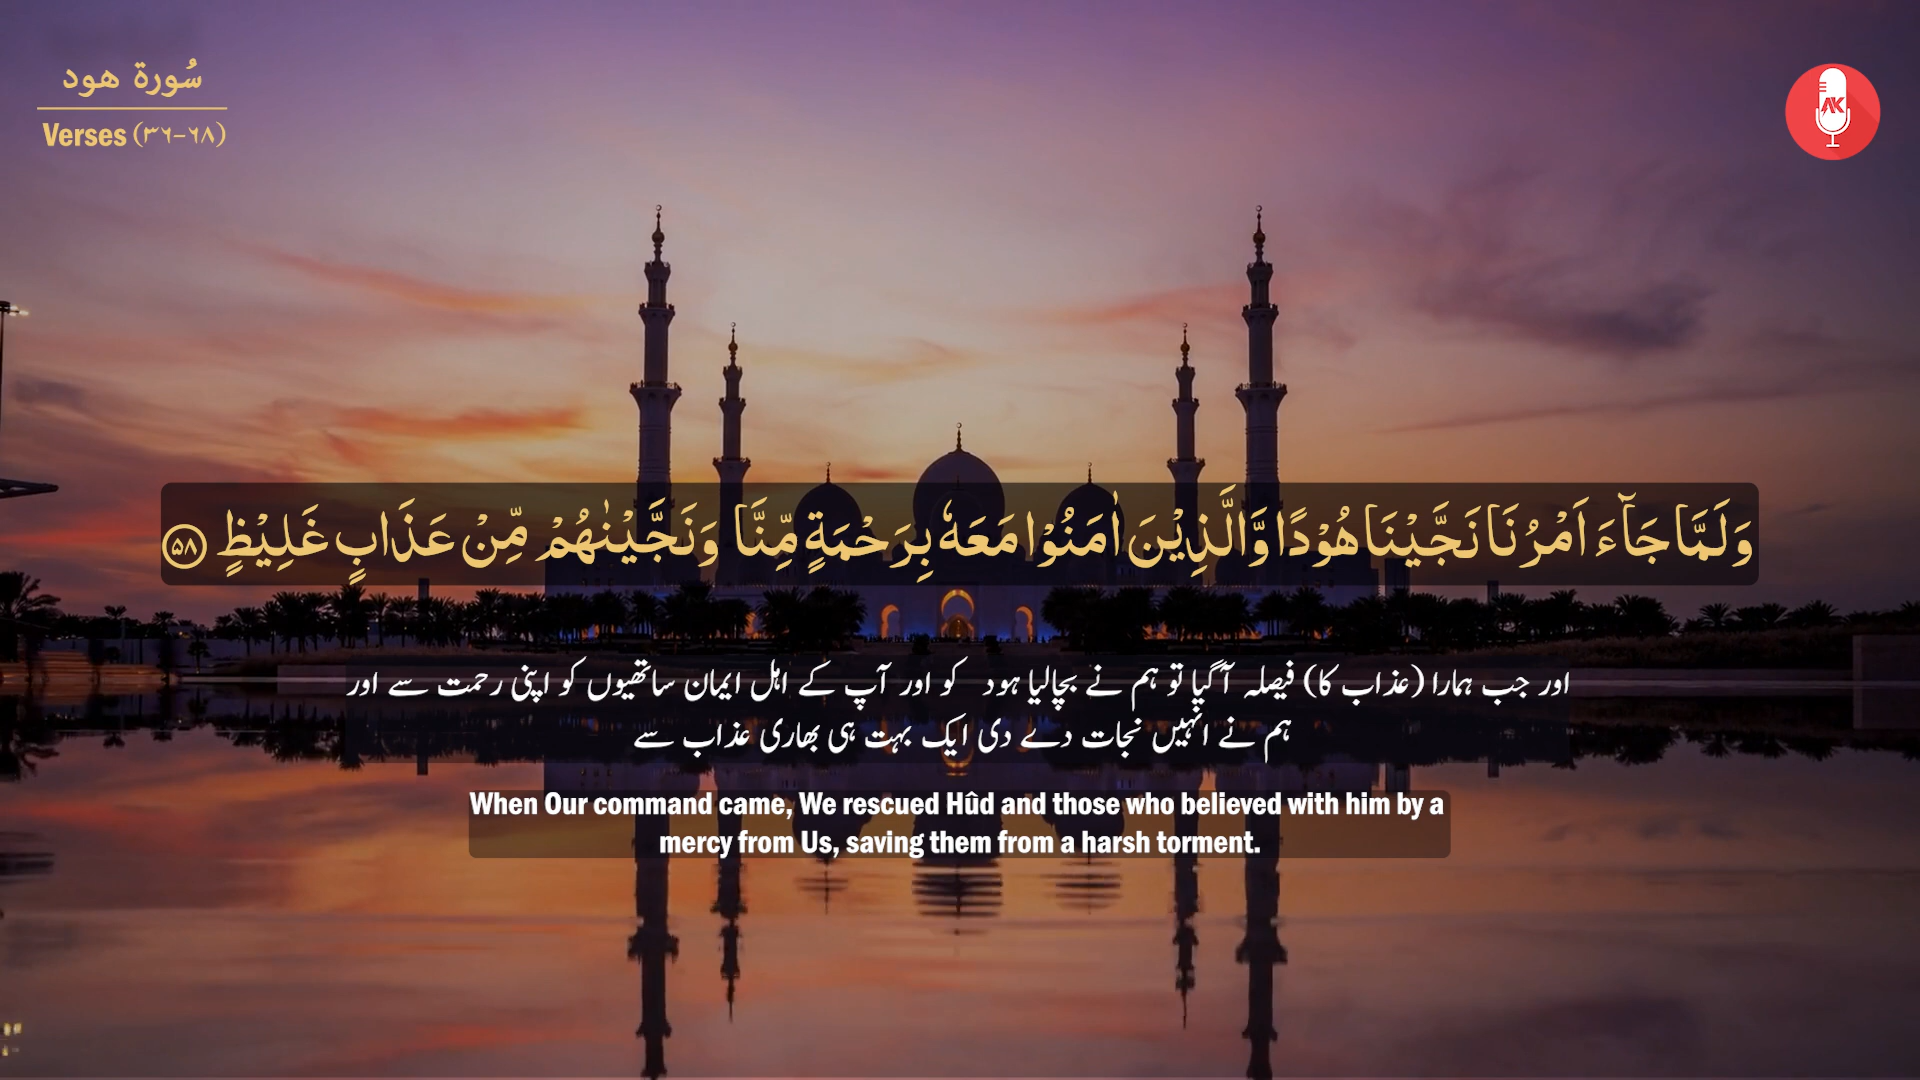 سُورة هود
Verses (٣٦-٦٨)
AK
وَلَمَّا جَآءَ اَمْرُنَا نَجَّيْنَا هُوْدًا وَّالَّذِيْنَ اٰمَنُوْا مَعَهٗ بِرَحْمَةٍ مِّنَّا وَنَجَّيْنٰهُمْ مِّنْ عَذَابٍ غَلِيْظٍ ۝۵۸
اور جب ہمارا (عذاب کا) فیصلہ آگیا تو ہم نے بچالیا ہود کو اور آپ کے اہل ایمان ساتھیوں کو اپنی رحمت سے اور
ہم نے انہیں نجات دے دی ایک بہت ہی بھاری عذاب سے
When Our command came, We rescued Hûd and those who believed with him by a
mercy from Us, saving them from a harsh torment.